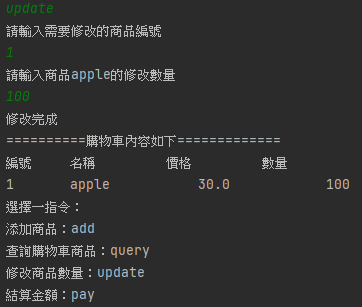 update
請輸入需要修改的商品編號
1
請輸入商品apple的修改數量
100
修改完成
==========購物車內容如下=============
編號 名稱 價格 數量
1 apple 30.0 100
選擇一指令：
添加商品：add
查詢購物車商品：query
修改商品數量：update
結算金額：pay